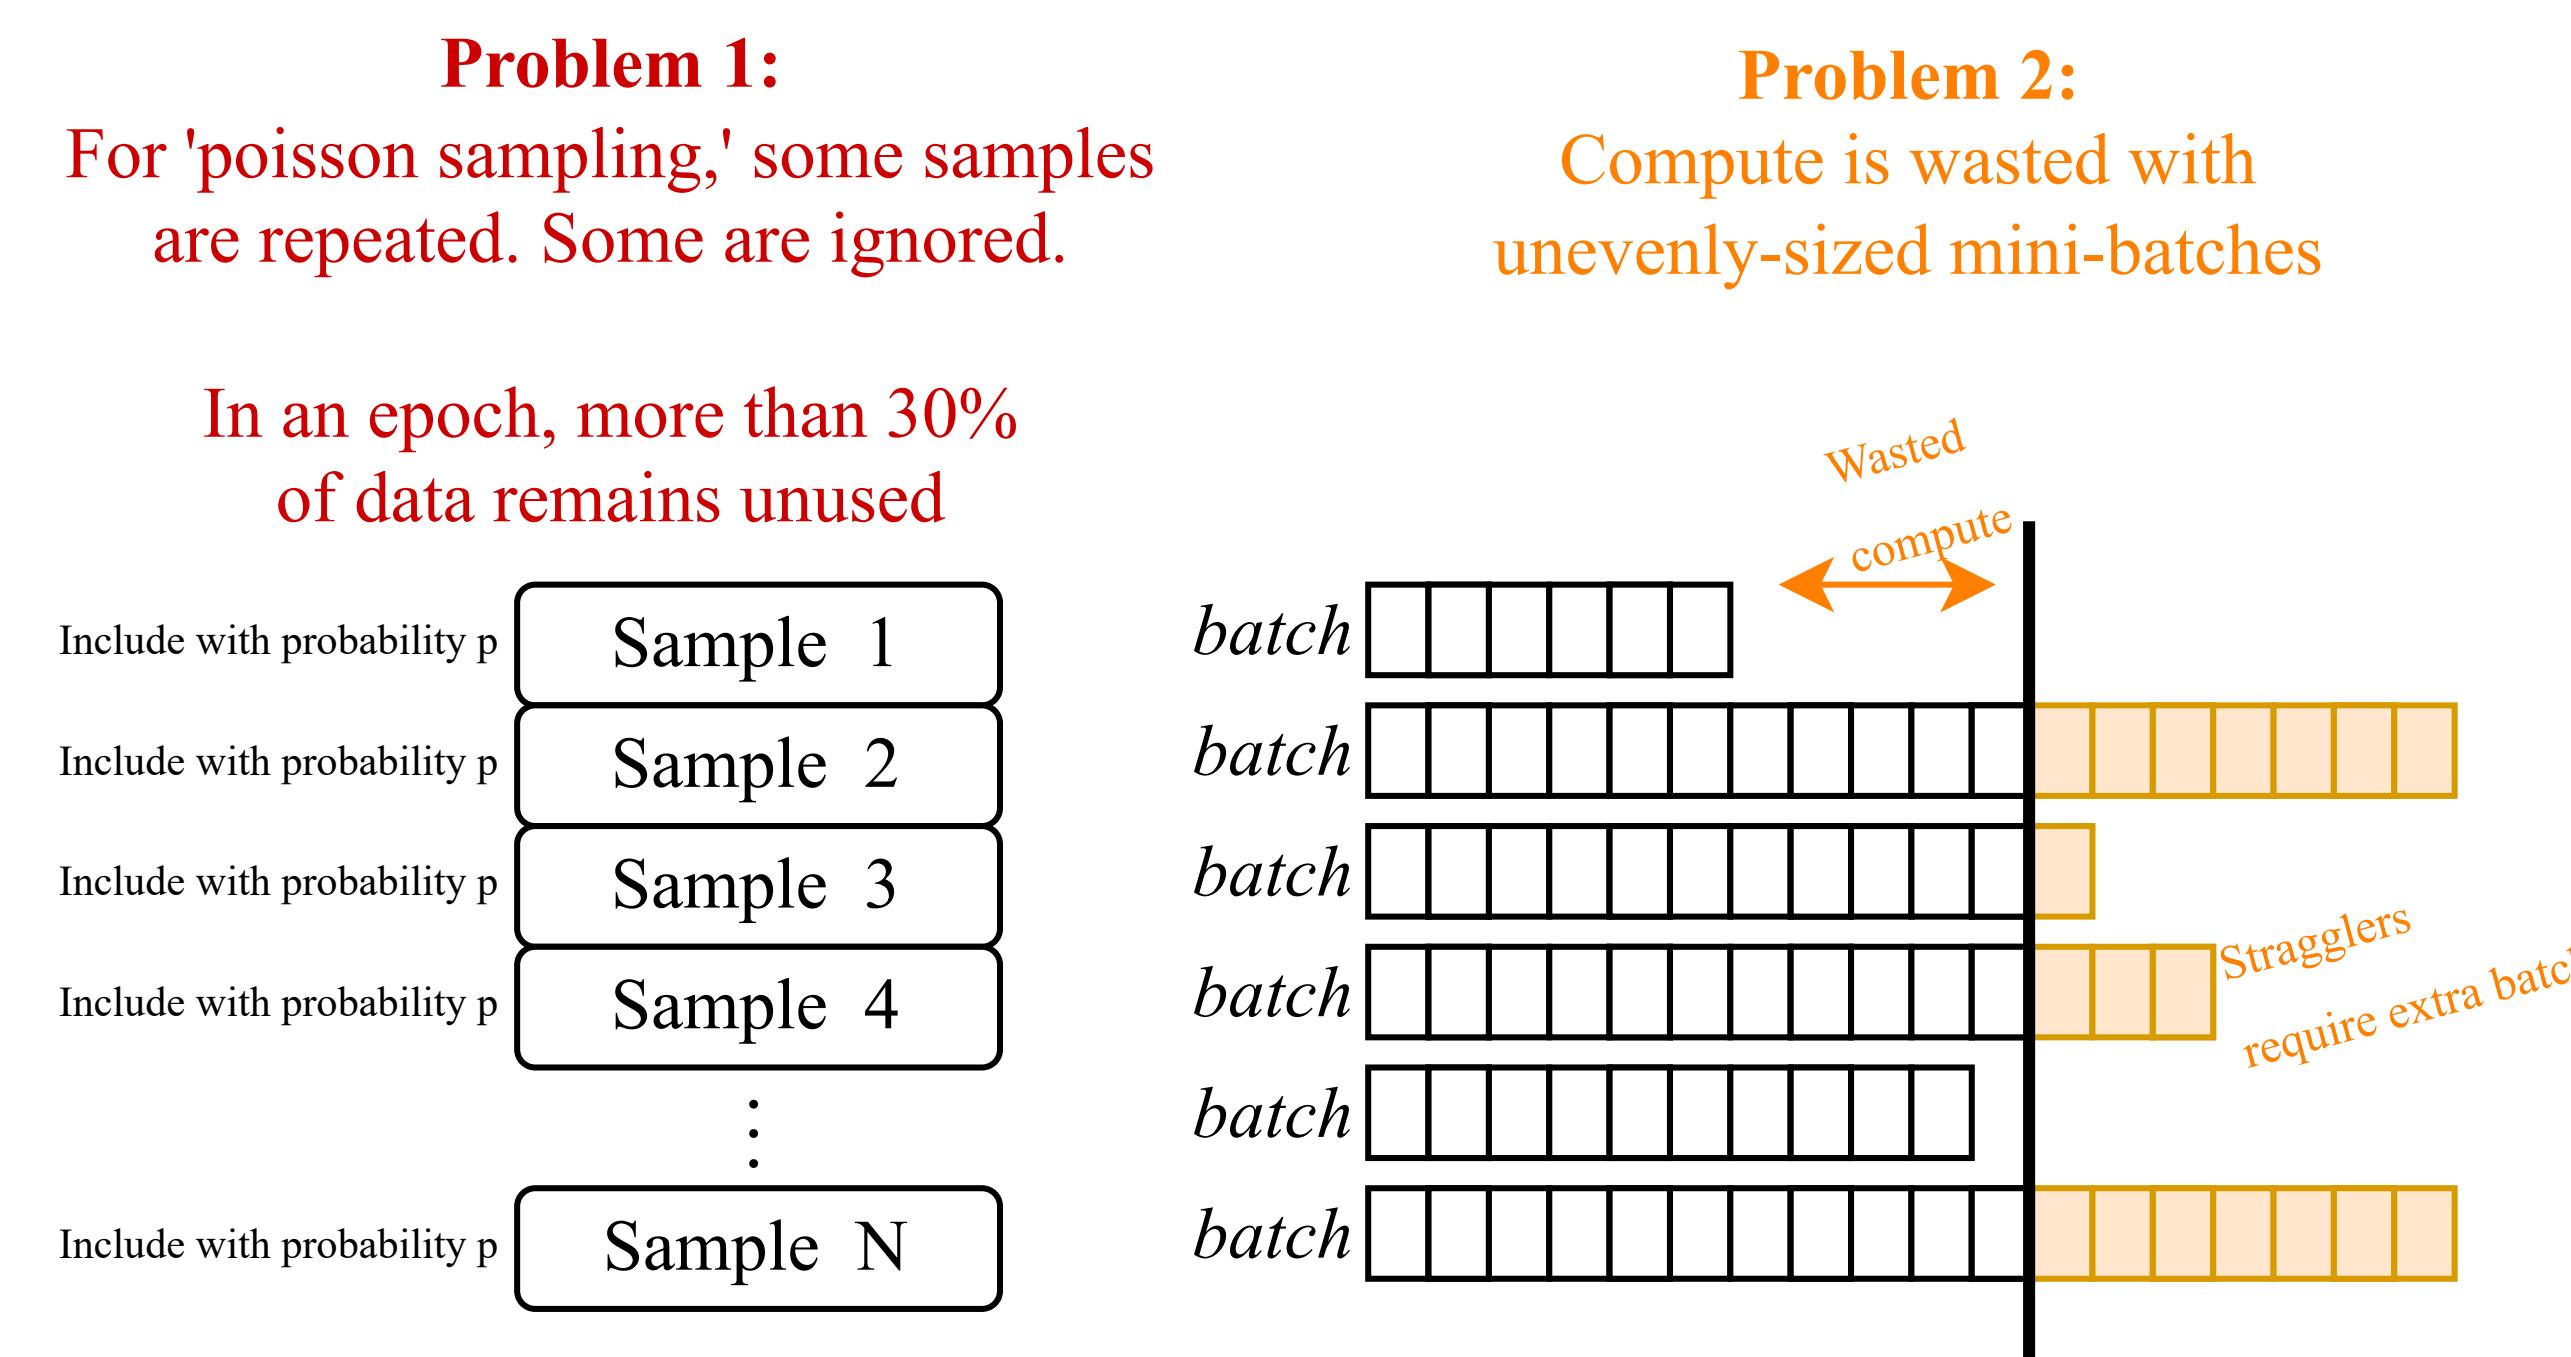 Problem 1:
For 'poisson sampling,' some samples
are repeated. Some are ignored.
In an epoch, more than 30%
of data remains unused
Include with probability p
Sample 1
Include with probability p
Sample 2
Include with probability p
Sample 3
Include with probability p
Sample 4
Include with probability p
Sample N
Problem 2:
Compute is wasted with
unevenly-sized mini-batches
Wasted
compute
batch
batch
batch
batch
batch
batch
Stragglers
require extra